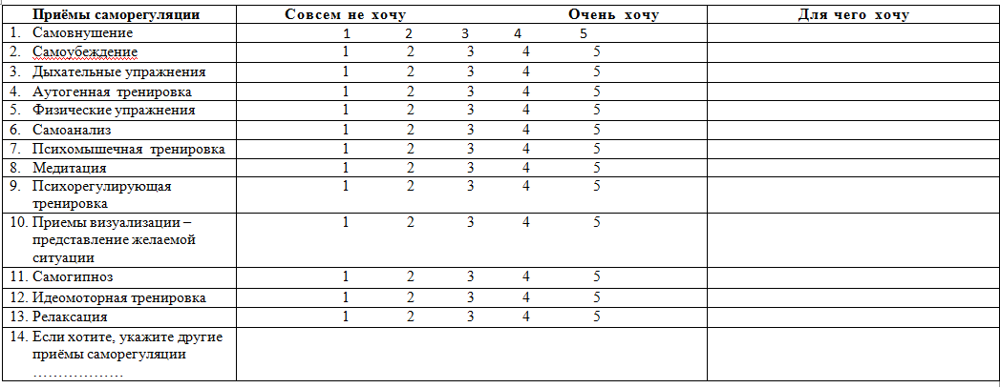 Приёмы саморегуляции Совсем не хочу Очень хочу Для чего хочу
1. Самовнушение 1 2 3 4 5
2. Самоубеждение 1 2 3 4 5
3. Дыхательные упражнения 1 2 3 4 5
4. Аутогенная тренировка 1 2 3 4 5
5. Физические упражнения 1 2 3 4 5
6. Самоанализ 1 2 3 4 5
7. Психомышечная тренировка 1 2 3 4 5
8. Медитация 1 2 3 4 5
9. Психорегулирующая 1 2 3 4 5
тренировка
10. Приемы визуализации – 1 2 3 4 5
представление желаемой
ситуации
11. Самогипноз 1 2 3 4 5
12. Идеомоторная тренировка 1 2 3 4 5
13. Релаксация 1 2 3 4 5
14. Если хотите, укажите другие
приёмы саморегуляции
………………